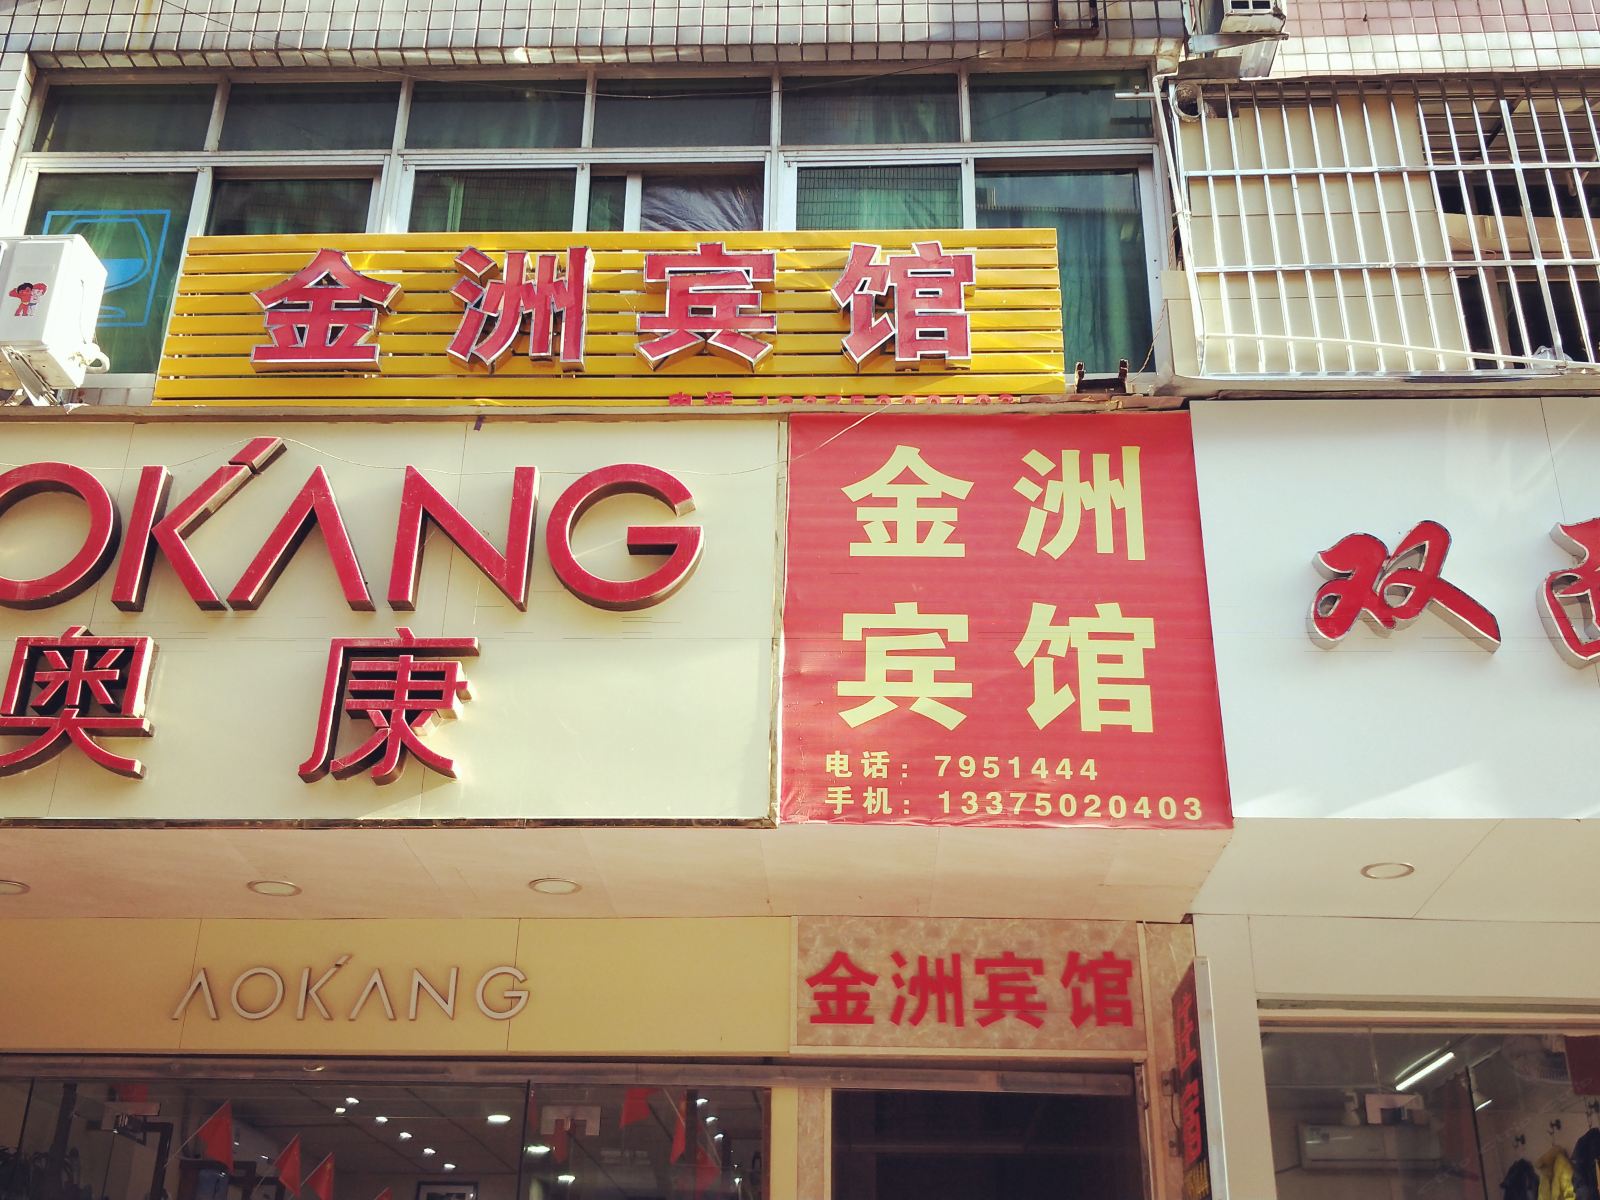 金洲宾馆
OKANG
奥康
金洲
宾馆
电话：7951444
手机：13375020403
双
AOKANG
金洲宾馆